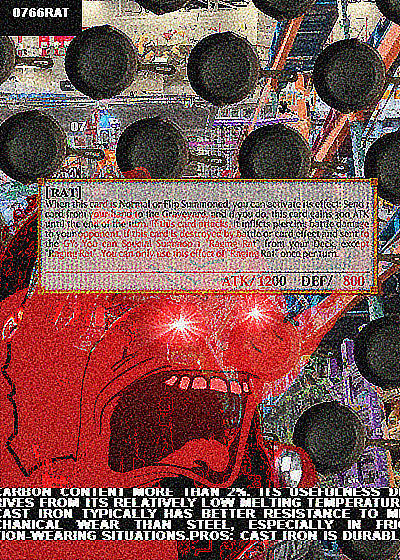 0766RAT
07
[RAT]
When this card is Normal or Flip Summoned, you can activate its effect: Send 1
card from your hand to the Graveyard, and if you do, this card gains 300 ATK
until the end of the turn. If this card attacks, it inflicts piercing battle damage
to your opponent. If this card is destroyed by battle or card effect and sent to
the GY: You can Special Summon 1 "Raging Rat", from your Deck, except
"Raging Rat". You can only use this effect of "Raging Rat" once per turn.
ATK/1200 DEF/ 800
CARBON CONTENT MORE THAN 2%. ITS USEFULNESS DE
RIVES FROM ITS RELATIVELY LOW MELTING TEMPERATUR
CAST IRON TYPICALLY HAS BETTER RESISTANCE TO ME
CHANICAL WEAR THAN STEEL, ESPECIALLY IN FRIC
TION-WEARING SITUATIONS.PROS: CAST IRON IS DURABL